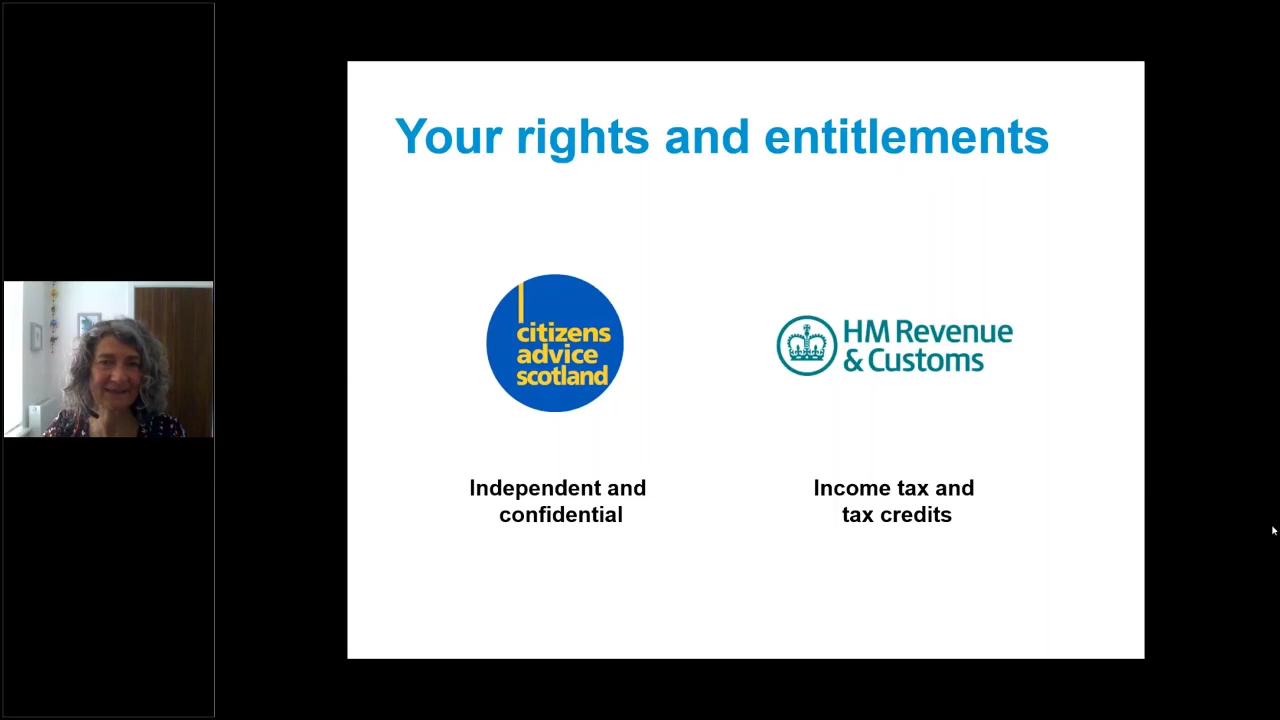 Your rights and entitlements
citizens
advice
scotland
HM Revenue
& Customs
Independent and
confidential
Income tax and
tax credits